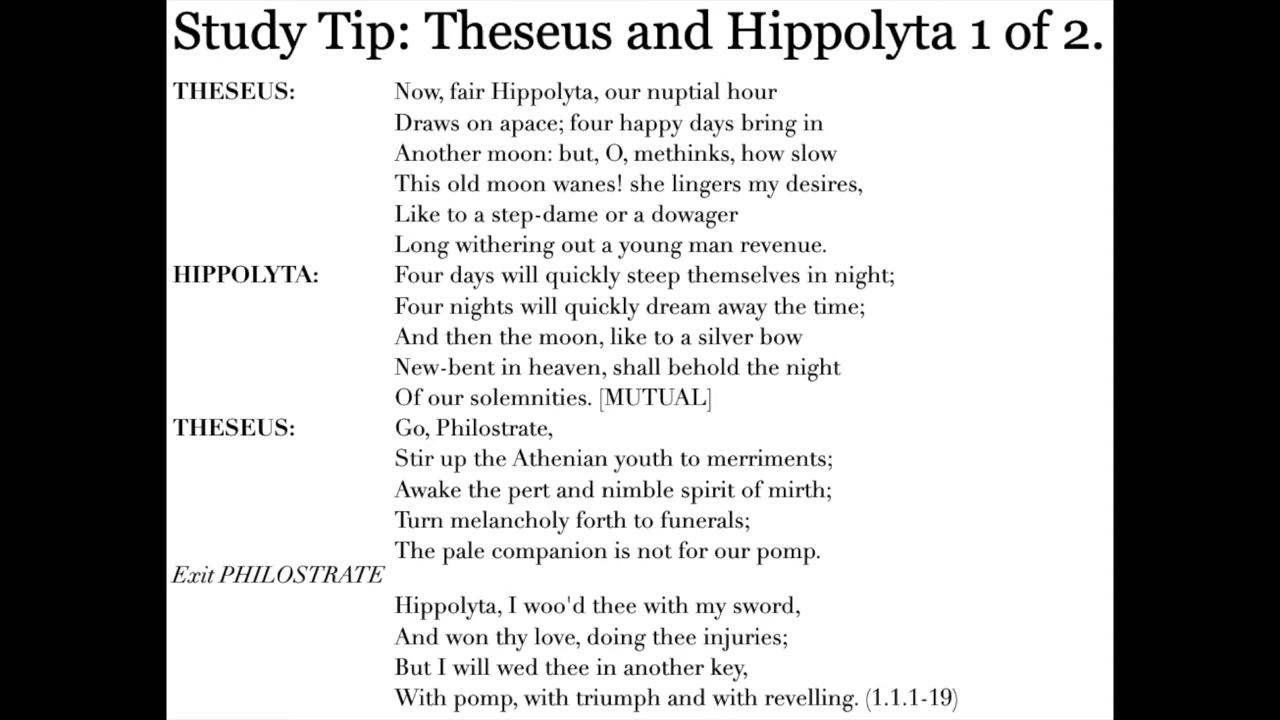 Study Tip: Theseus and Hippolyta 1 of 2.
THESEUS: Now, fair Hippolyta, our nuptial hour
Draws on apace; four happy days bring in
Another moon: but, O, methinks, how slow
This old moon wanes! she lingers my desires,
Like to a step-dame or a dowager
Long withering out a young man revenue.
HIPPOLYTA: Four days will quickly steep themselves in night;
Four nights will quickly dream away the time;
And then the moon, like to a silver bow
New-bent in heaven, shall behold the night
Of our solemnities. [MUTUAL]
THESEUS: Go, Philostrate,
Stir up the Athenian youth to merriments;
Awake the pert and nimble spirit of mirth;
Turn melancholy forth to funerals;
The pale companion is not for our pomp.
Exit PHILOSTRATE
Hippolyta, I woo'd thee with my sword,
And won thy love, doing thee injuries;
But I will wed thee in another key,
With pomp, with triumph and with revelling. (1.1.1-19)